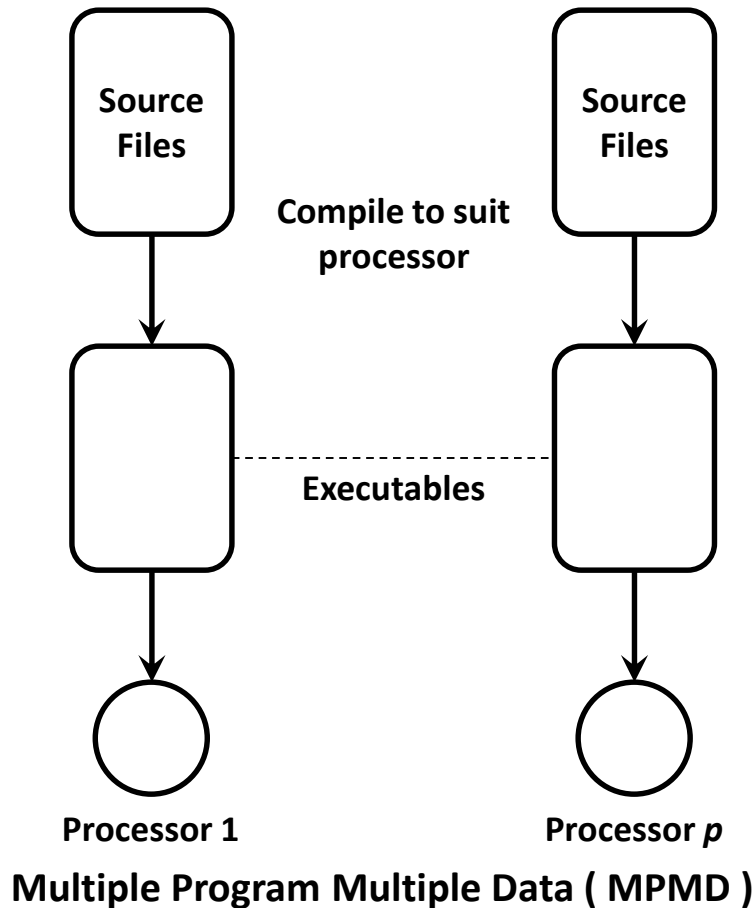 Source
Files
Source
Files
Compile to suit
processor
Executables
Processor 1
Processor p
Multiple Program Multiple Data ( MPMD )